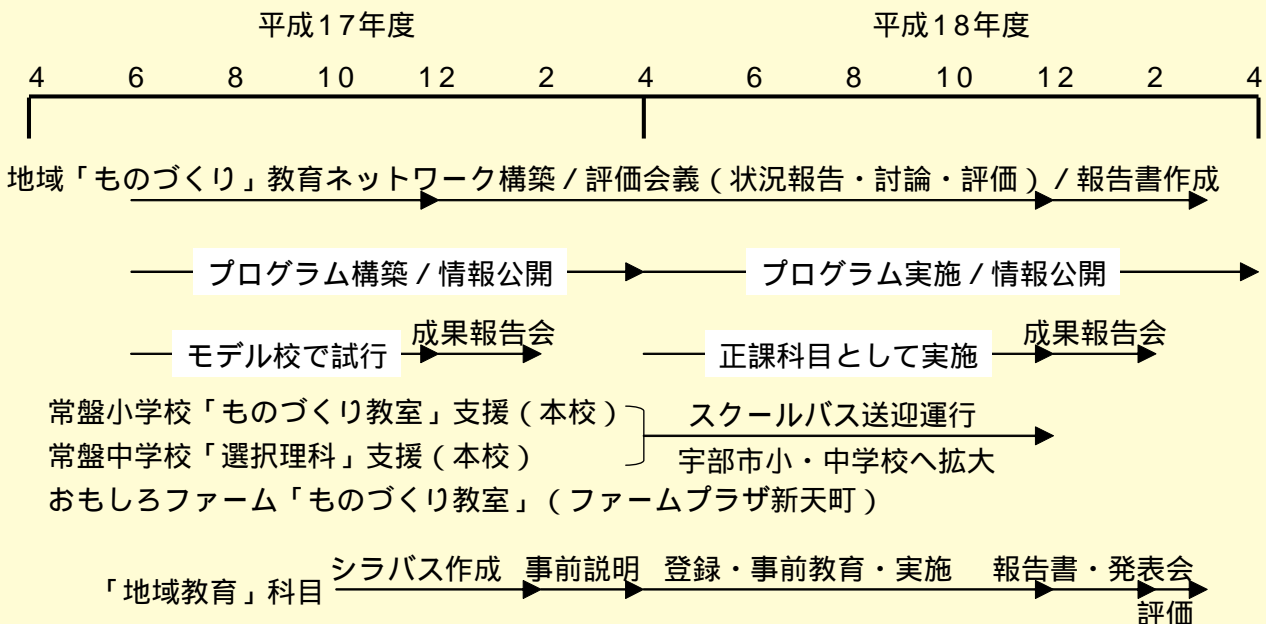 平成17年度 平成18年度
4 6 8 10 12 2 4 6 8 10 12 2 4
地域「ものづくり」教育ネットワーク構築/評価会議(状況報告・討論・評価)/報告書作成
プログラム構築/情報公開 プログラム実施/情報公開
成果報告会 成果報告会
モデル校で試行 正課科目として実施
常盤小学校「ものづくり教室」支援(本校) スクールバス送迎運行
常盤中学校「選択理科」支援(本校) 宇部市小・中学校へ拡大
おもしろファーム「ものづくり教室」(ファームプラザ新天町)
シラバス作成 事前説明 登録・事前教育・実施 報告書・発表会
「地域教育」科目
評価